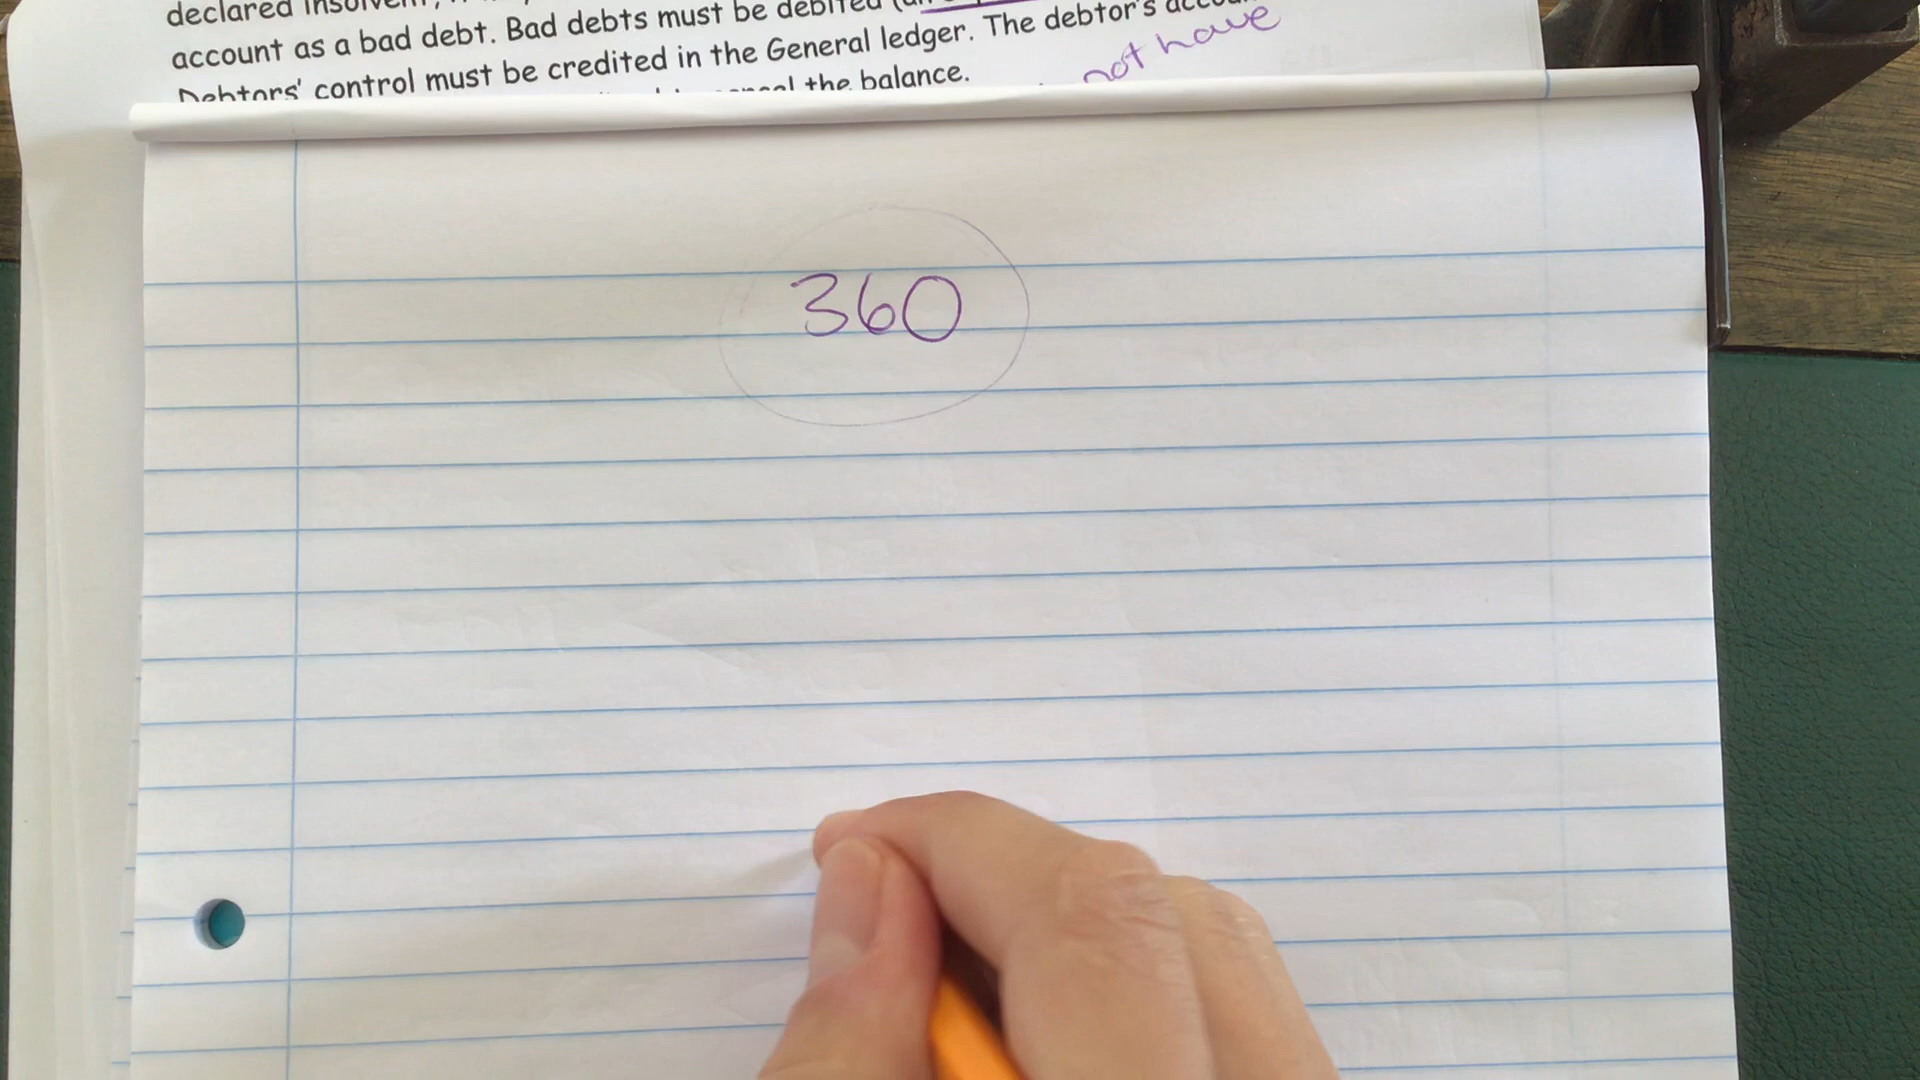 declared insolvent,
account as a bad debt. Bad debts must be debited
Debtors' control must be credited in the General ledger. The debtor's
the balance.
not have
360